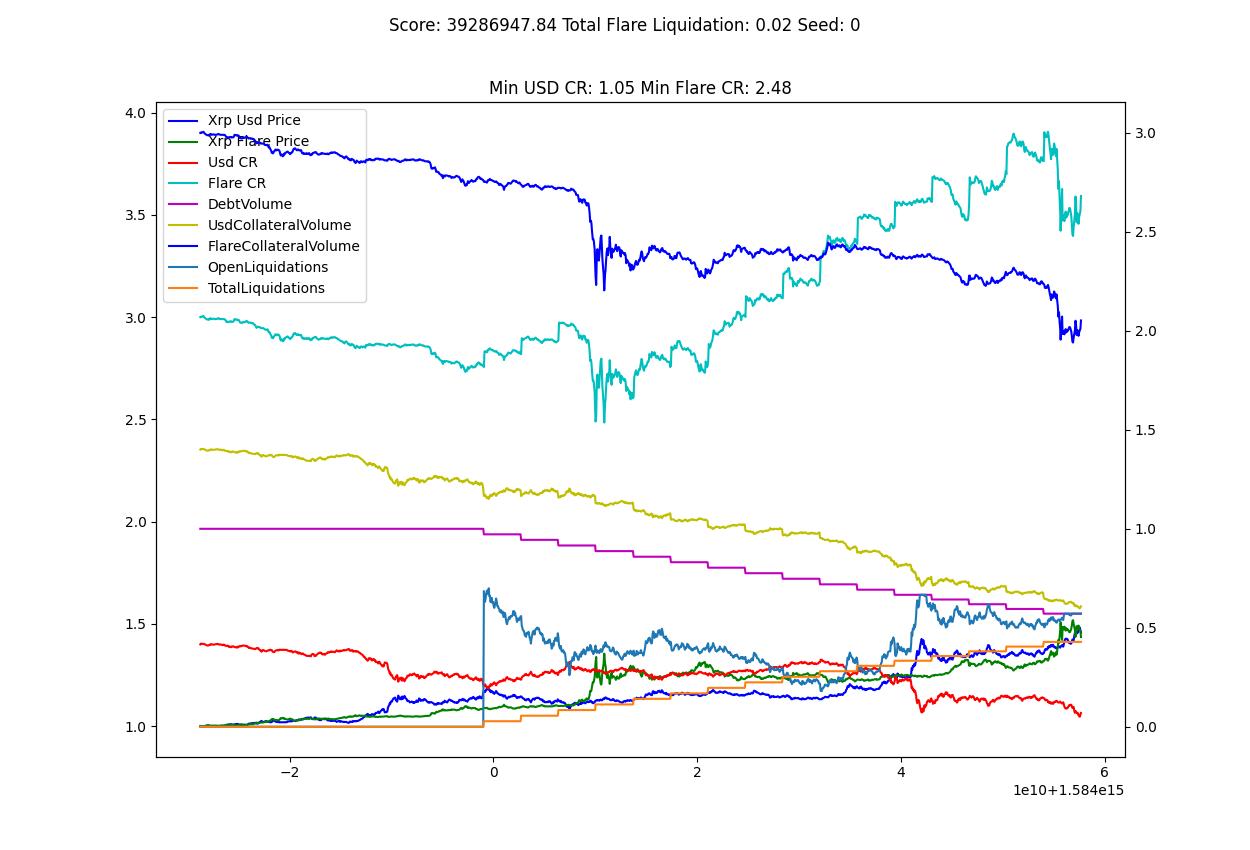 Score: 39286947.84 Total Flare Liquidation: 0.02 Seed: 0
Min USD CR: 1.05 Min Flare CR: 2.48
Xrp Usd Price
Xrp Flare Price
Usd CR
Flare CR
DebtVolume
UsdCollateralVolume
FlareCollateralVolume
OpenLiquidations
TotalLiquidations
4.0
3.5
3.0
2.5
2.0
1.5
1.0
3.0
2.5
2.0
1.5
1.0
0.5
0.0
−2 0 2 4 6
1e10+1.584e15